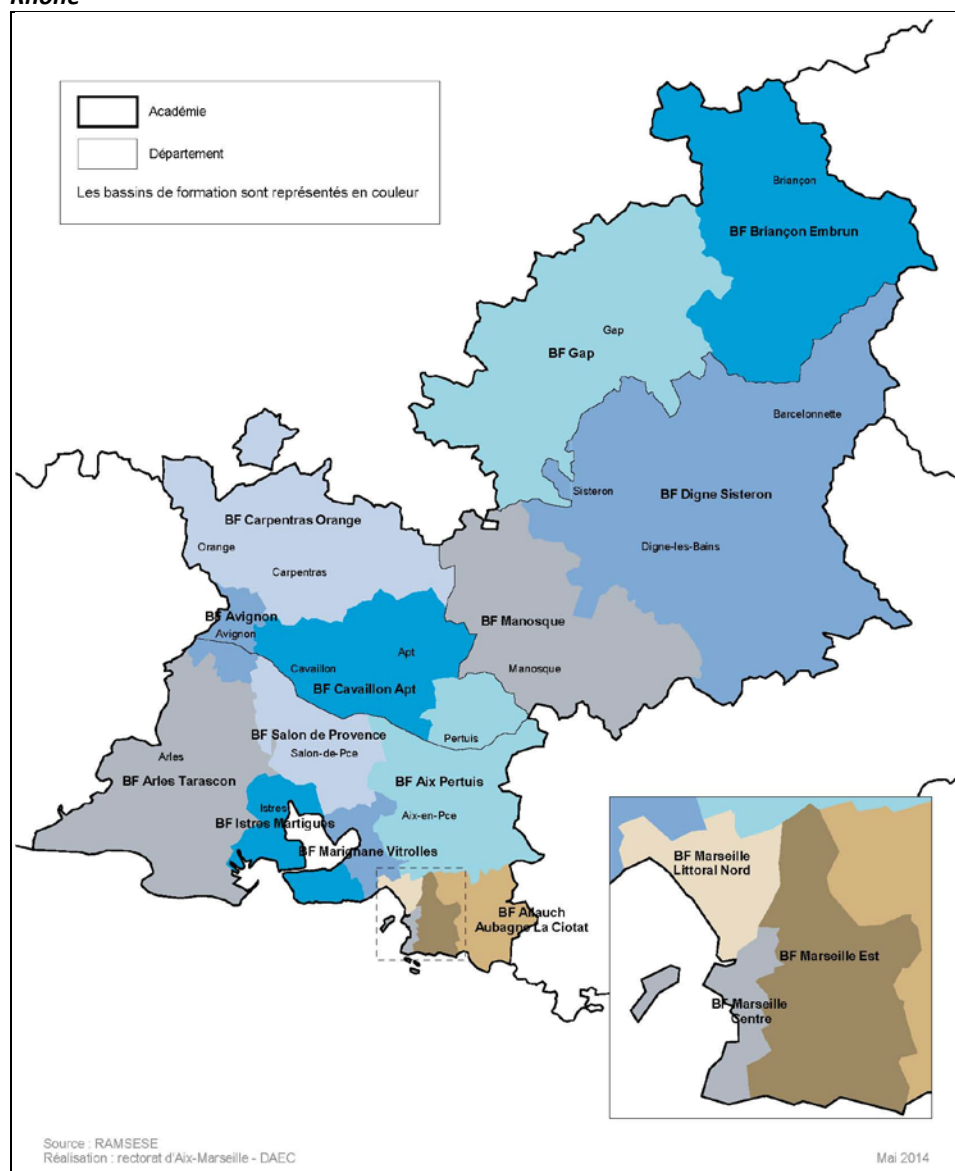 Rhône
Académie
Département
Les bassins de formation sont représentés en couleur
Briançon
BF Briançon Embrun
Gap
BF Gap
Barcelonnette
Sisteron
BF Digne Sisteron
BF Carpentras Orange
Orange
Digne-les-Bains
Carpentras
BF Avignon
BF Manosque
Avignon
Apt
Cavaillon
Manosque
BF Cavaillon Apt
BF Salon de Provence
Pertuis
Salon-de-Pce
Arles
BF Arles Tarascon
BF Aix Pertuis
Istres
Aix-en-Pce
BF Istres Martigues
BF Marignane Vitrolles
BF Allauch
Aubagne La Ciotat
BF Marseille
Littoral Nord
BF Marseille Est
BF Marseille
Centre
Source : RAMSESE
Réalisation : rectorat d'Aix-Marseille - DAEC
Mai 2014